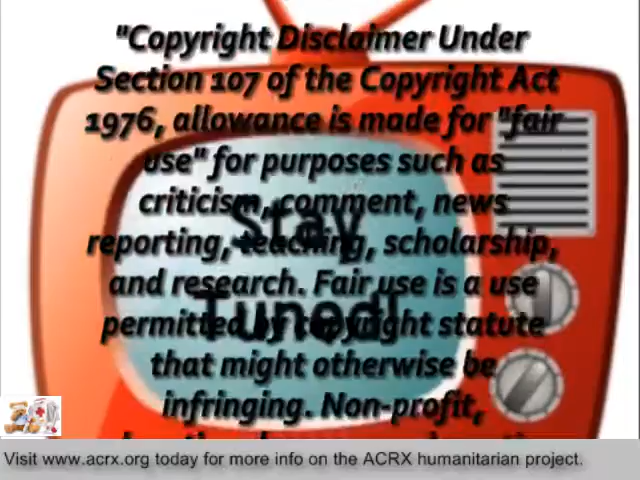 "Copyright Disclaimer Under
Section 107 of the Copyright Act
1976, allowance is made for "fair
use" for purposes such as
criticism, comment, news
reporting, teaching, scholarship,
and research. Fair use is a use
permitted by copyright statute
that might otherwise be
infringing. Non-profit,
Stay
Tuned!
Visit www.acrx.org today for more info on the ACRX humanitarian project.